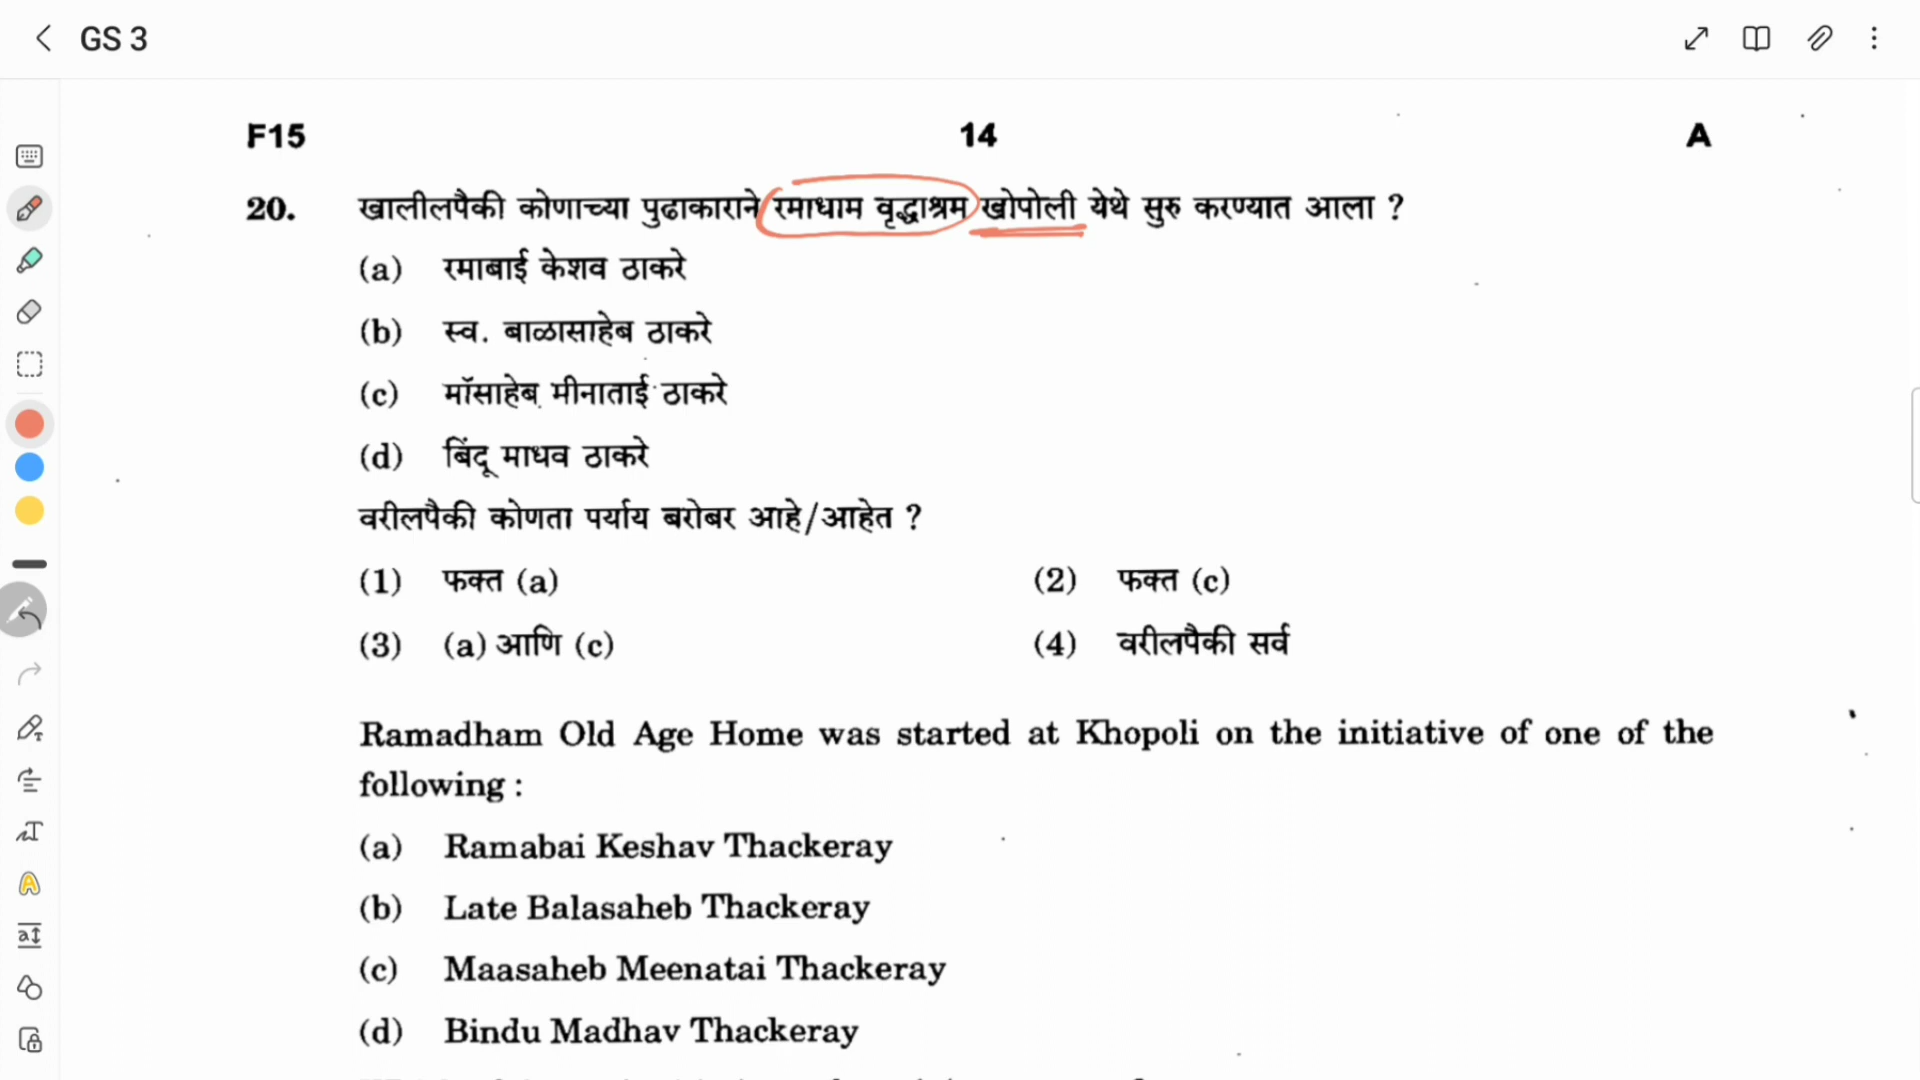 GS 3
F15 14 A
20. खालीलपैकी कोणाच्या पुढाकाराने रमाधाम वृद्धाश्रम खोपोली येथे सुरु करण्यात आला ?
(a) रमाबाई केशव ठाकरे
(b) स्व. बाळासाहेब ठाकरे
(c) मॉसाहेब मीनाताई ठाकरे
(d) बिंदू माधव ठाकरे
वरीलपैकी कोणता पर्याय बरोबर आहे/आहेत ?
(1) फक्त (a) (2) फक्त (c)
(3) (a) आणि (c) (4) वरीलपैकी सर्व
Ramadham Old Age Home was started at Khopoli on the initiative of one of the
following :
(a) Ramabai Keshav Thackeray
(b) Late Balasaheb Thackeray
(c) Maasaheb Meenatai Thackeray
(d) Bindu Madhav Thackeray